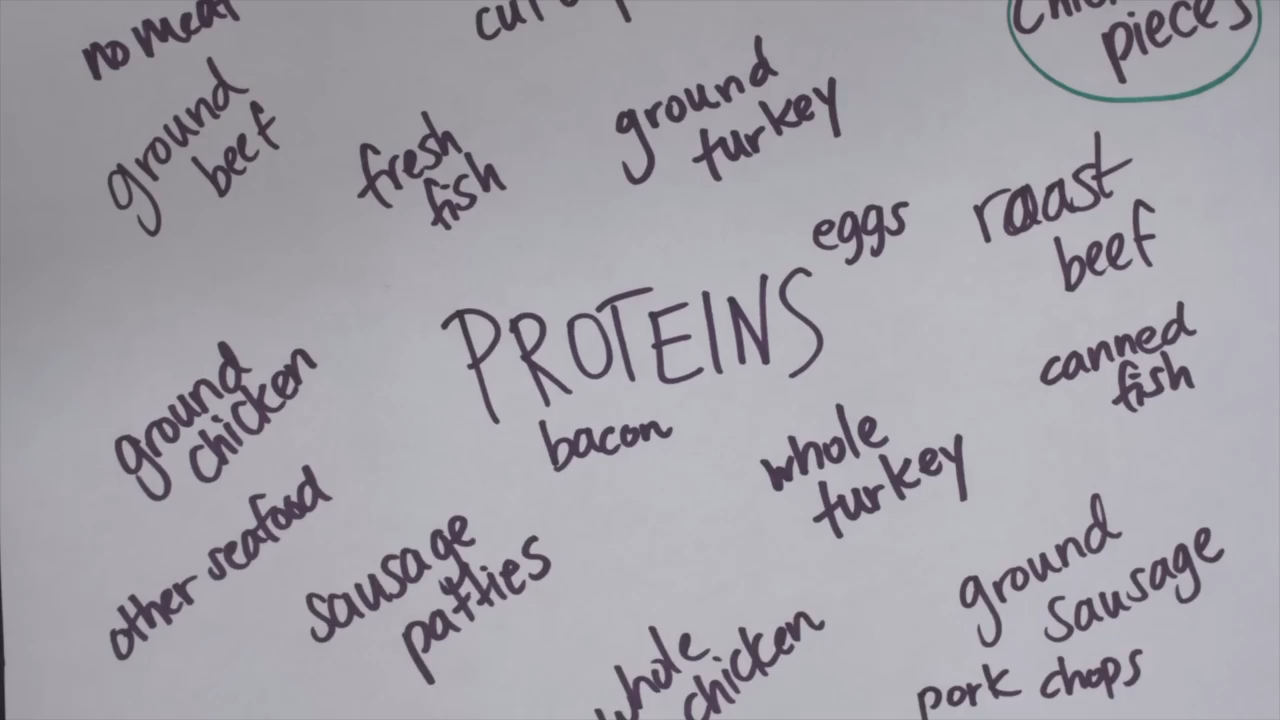 no meat
pieces
ground
beef
fresh
fish
ground
turkey
eggs
roast
beef
PROTEINS
canned
fish
ground
chicken
bacon
whole
turkey
other seafood
sausage
patties
ground
sausage
whole
chicken
pork chops